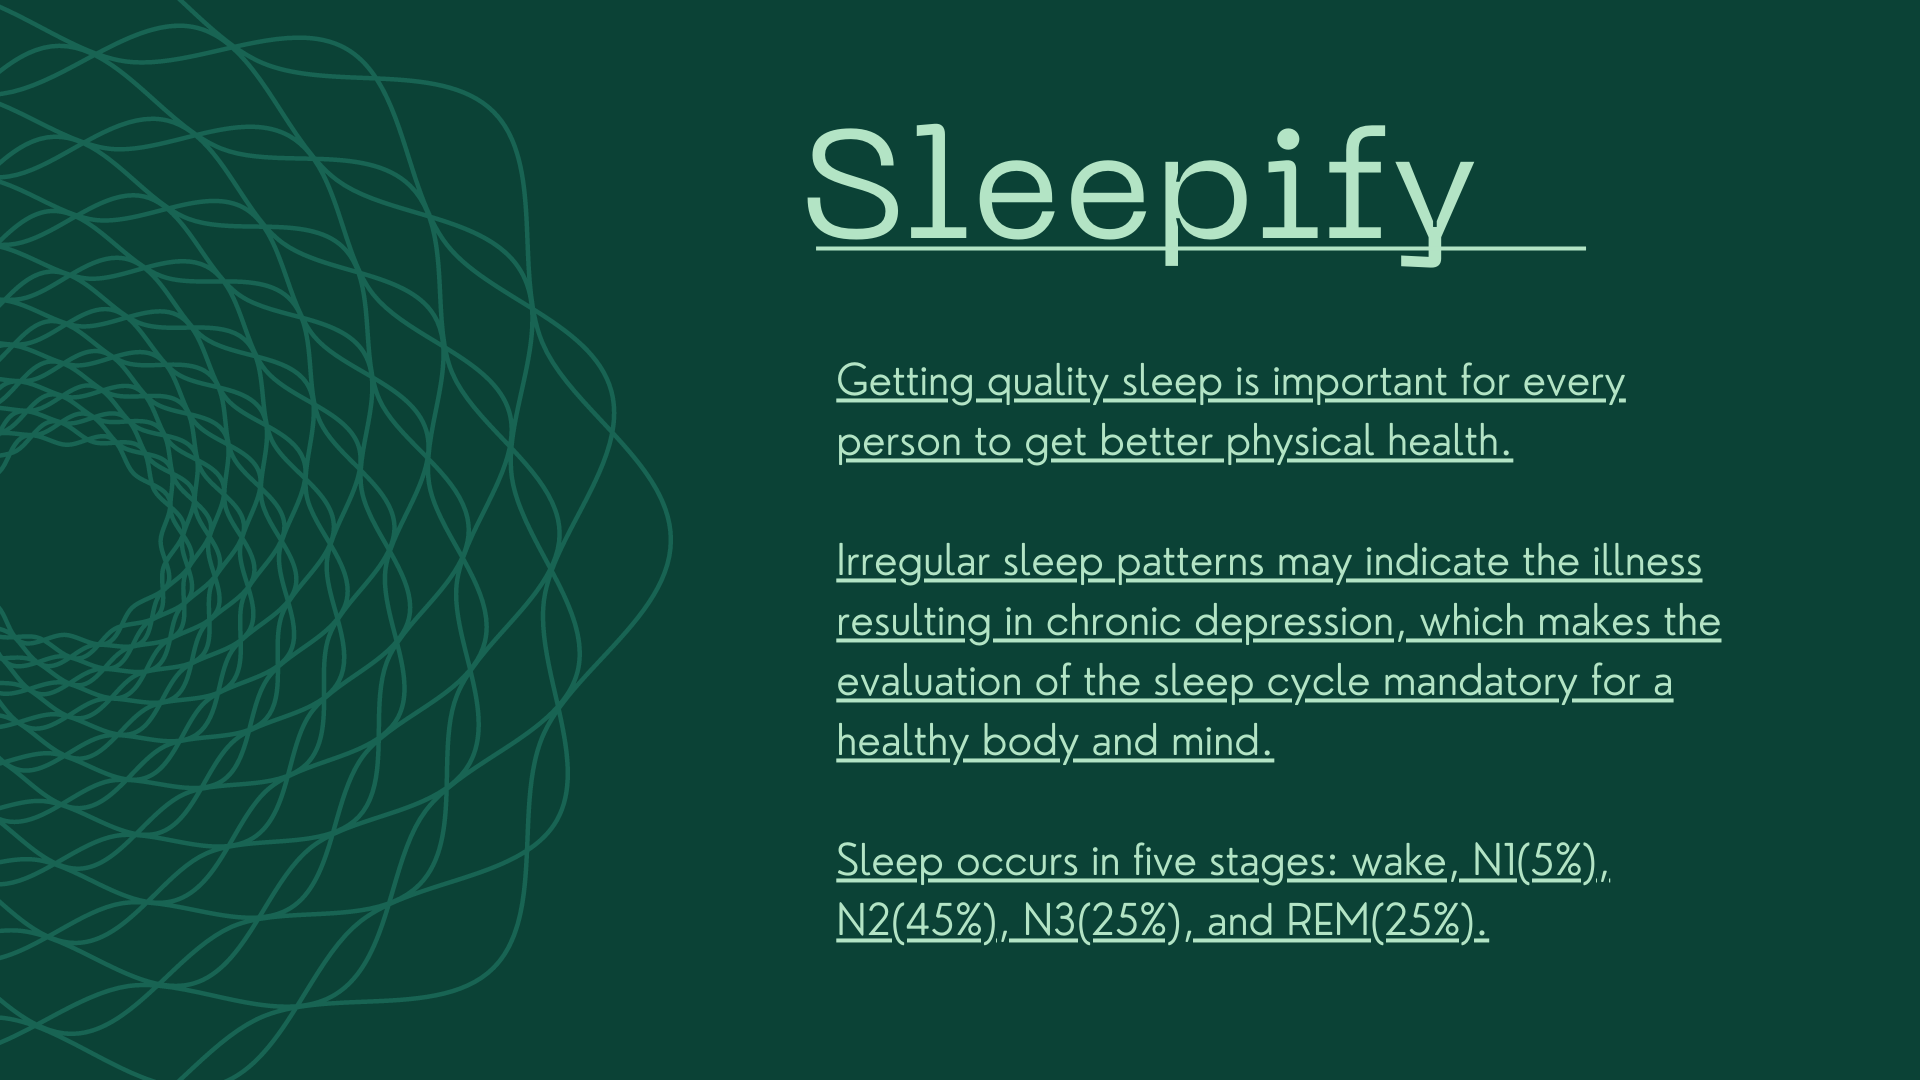 Sleepify
Getting quality sleep is important for every
person to get better physical health.
Irregular sleep patterns may indicate the illness
resulting in chronic depression, which makes the
evaluation of the sleep cycle mandatory for a
healthy body and mind.
Sleep occurs in five stages: wake, N1(5%),
N2(45%), N3(25%), and REM(25%).